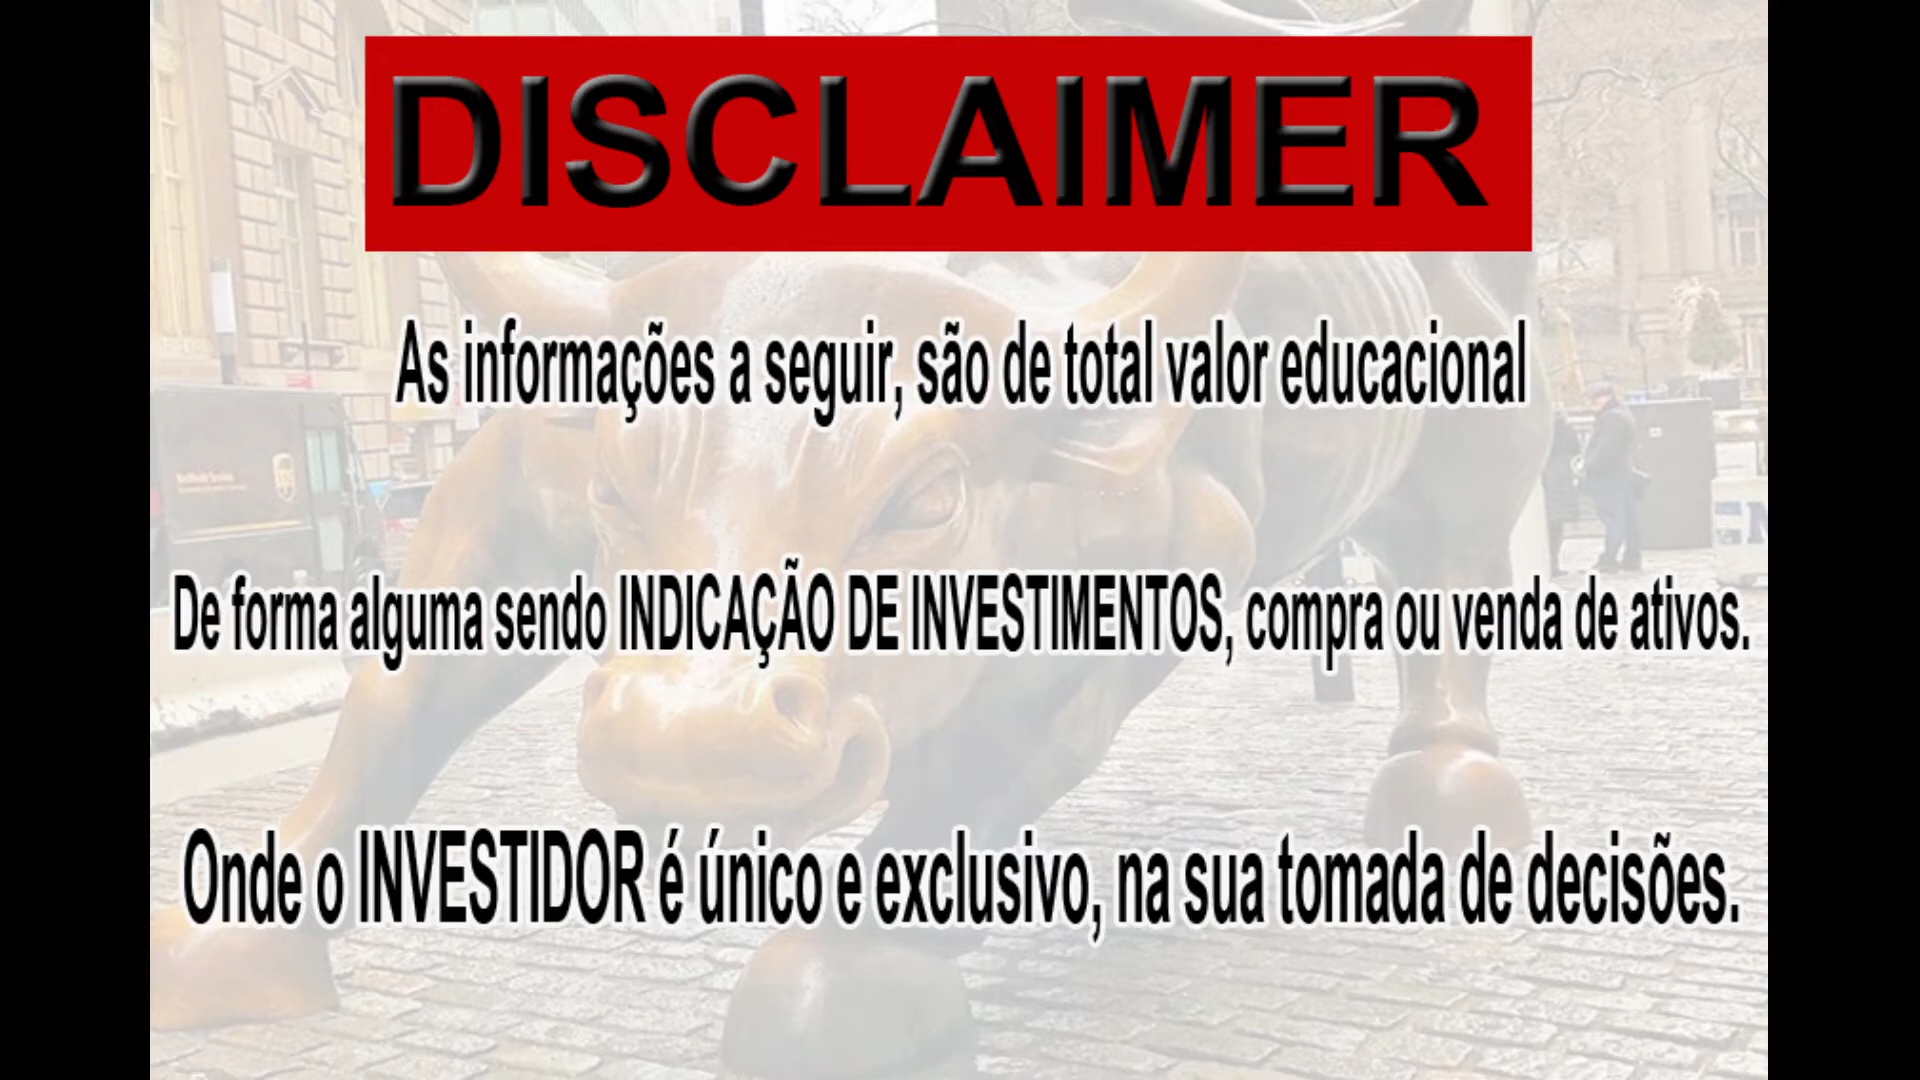 DISCLAIMER
As informações a seguir, são de total valor educacional
De forma alguma sendo INDICAÇÃO DE INVESTIMENTOS, compra ou venda de ativos.
Onde o INVESTIDOR é único e exclusivo, na sua tomada de decisões.